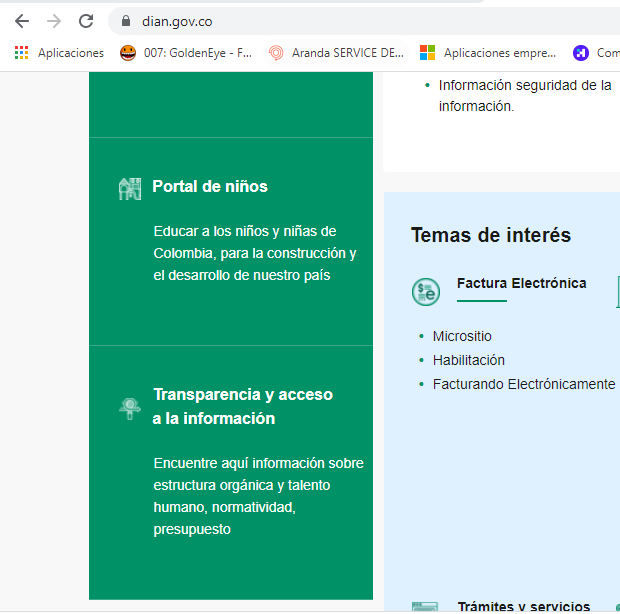 dian.gov.co
Aplicaciones
007: GoldenEye - F...
Aranda SERVICE DE...
Aplicaciones empre...
Com
Portal de niños
Educar a los niños y niñas de
Colombia, para la construcción y
el desarrollo de nuestro país
Transparencia y acceso
a la información
Encuentre aquí información sobre
estructura orgánica y talento
humano, normatividad,
presupuesto
• Información seguridad de la
información.
Temas de interés
Factura Electrónica
• Micrositio
• Habilitación
• Facturando Electrónicamente
Trámites y servicios